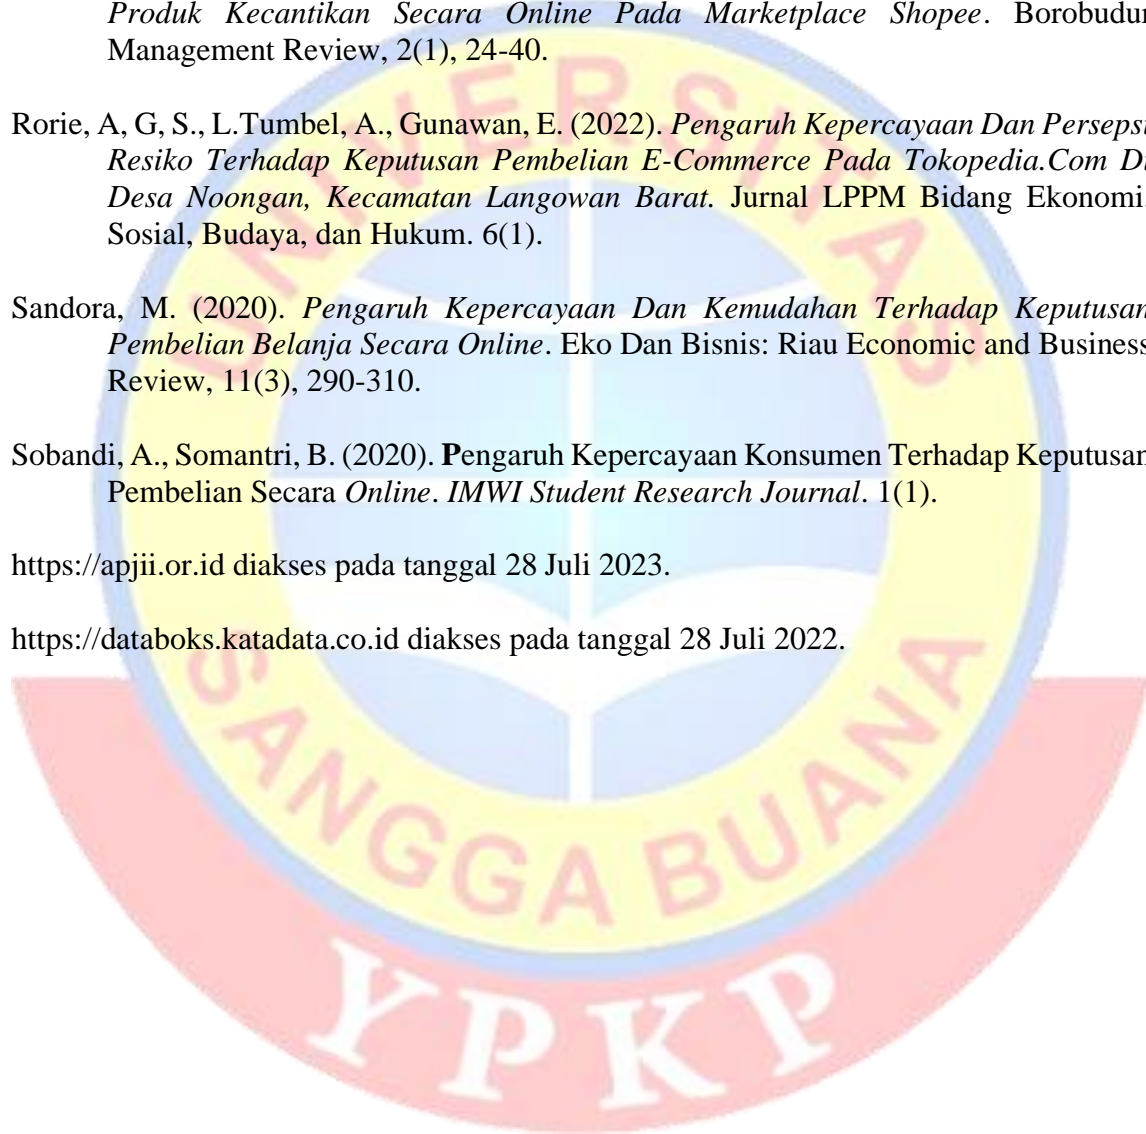 Produk Kecantikan Secara Online Pada Marketplace Shopee. Borobudur
Management Review, 2(1), 24-40.
Rorie, A, G, S., L.Tumbel, A., Gunawan, E. (2022). Pengaruh Kepercayaan Dan Persepsi
Resiko Terhadap Keputusan Pembelian E-Commerce Pada Tokopedia.Com Di
Desa Noongan, Kecamatan Langowan Barat. Jurnal LPPM Bidang Ekonomi,
Sosial, Budaya, dan Hukum. 6(1).
Sandora, M. (2020). Pengaruh Kepercayaan Dan Kemudahan Terhadap Keputusan
Pembelian Belanja Secara Online. Eko Dan Bisnis: Riau Economic and Business
Review, 11(3), 290-310.
Sobandi, A., Somantri, B. (2020). Pengaruh Kepercayaan Konsumen Terhadap Keputusan
Pembelian Secara Online. IMWI Student Research Journal. 1(1).
https://apjii.or.id diakses pada tanggal 28 Juli 2023.
https://databoks.katadata.co.id diakses pada tanggal 28 Juli 2022.
UNIVERSITAS
SANGGA BUANA
YPKP